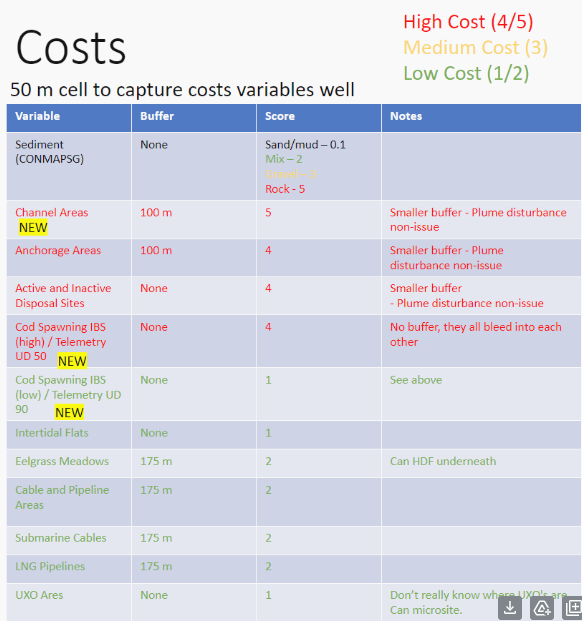 High Cost (4/5)
Medium Cost (3)
Low Cost (1/2)
Costs
50 m cell to capture costs variables well
Variable Buffer Score Notes
Sediment None Sand/mud – 0.1
(CONMAPSG) Mix – 2
Gravel – 3
Rock - 5
Channel Areas 100 m 5 Smaller buffer - Plume disturbance
NEW non-issue
Anchorage Areas 100 m 4 Smaller buffer - Plume
disturbance non-issue
Active and Inactive None 4 Smaller buffer
Disposal Sites - Plume disturbance non-issue
Cod Spawning IBS None 4 No buffer, they all bleed into each
(high) / Telemetry other
UD 50 NEW
Cod Spawning IBS None 1 See above
(low) / Telemetry UD
90 NEW
Intertidal Flats None 1
Eelgrass Meadows 175 m 2 Can HDF underneath
Cable and Pipeline 175 m 2
Areas
Submarine Cables 175 m 2
LNG Pipelines 175 m 2
UXO Ares None 1 Don't really know where UXO's are
Can microsite.